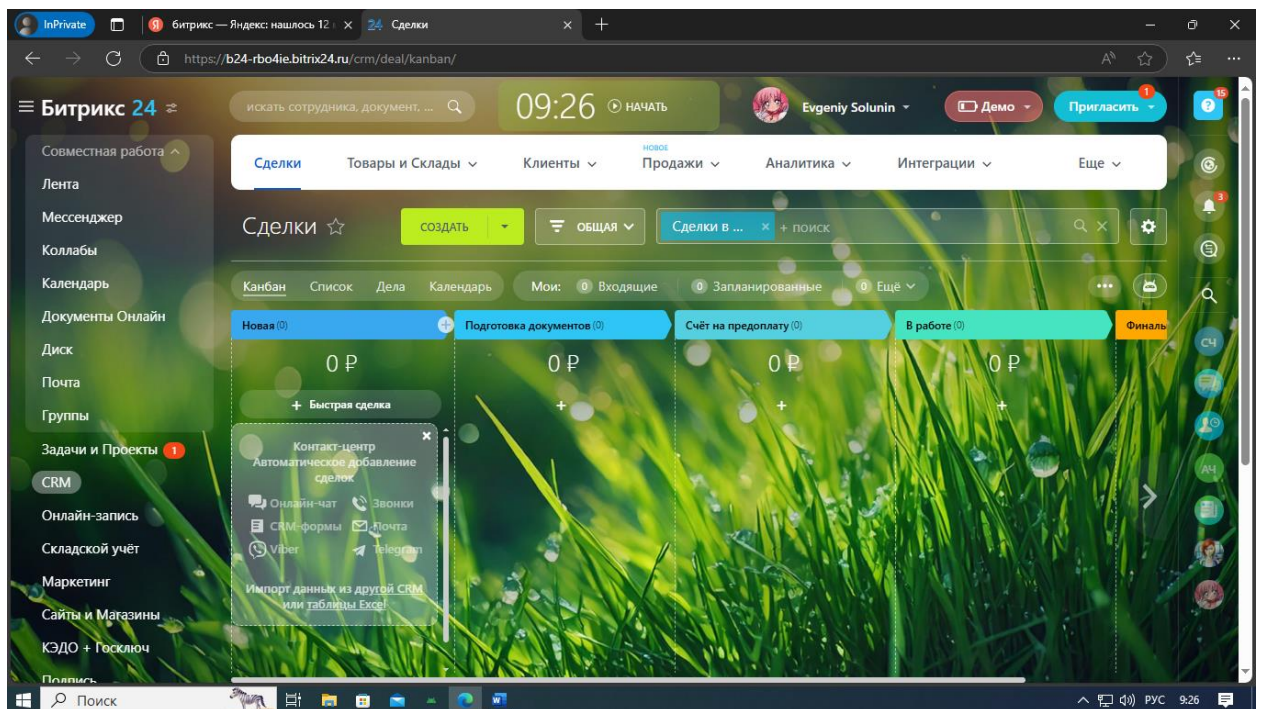 InPrivate
битрикс — Яндекс: нашлось 12
24 Сделки
https://b24-rbo4ie.bitrix24.ru/crm/deal/kanban/
Битрикс 24
искать сотрудника, документ, ...
09:26 НАЧАТЬ
Evgeniy Solunin
Демо
Пригласить
1
15
Совместная работа
Лента
Мессенджер
Коллабы
Календарь
Документы Онлайн
Диск
Почта
Группы
Задачи и Проекты 1
CRM
Онлайн-запись
Складской учёт
Маркетинг
Сайты и Магазины
КЭДО + Госключ
Подпись
Сделки
Товары и Склады
Клиенты
НОВОЕ
Продажи
Аналитика
Интеграции
Еще
Сделки
СОЗДАТЬ
ОБЩАЯ
Сделки в ... × + поиск
Канбан Список Дела Календарь
Мои: 0 Входящие 0 Запланированные 0 Ещё
Новая (0)
Подготовка документов (0)
Счёт на предоплату (0)
В работе (0)
Финаль
0 ₽
0 ₽
0 ₽
0 ₽
+ Быстрая сделка
+
+
+
Контакт-центр
Автоматическое добавление
сделок
Онлайн-чат Звонки
CRM-формы Почта
Viber Telegram
Импорт данных из другой CRM
или таблицы Excel
3
СЧ
АЧ
Поиск
РУС 9:26